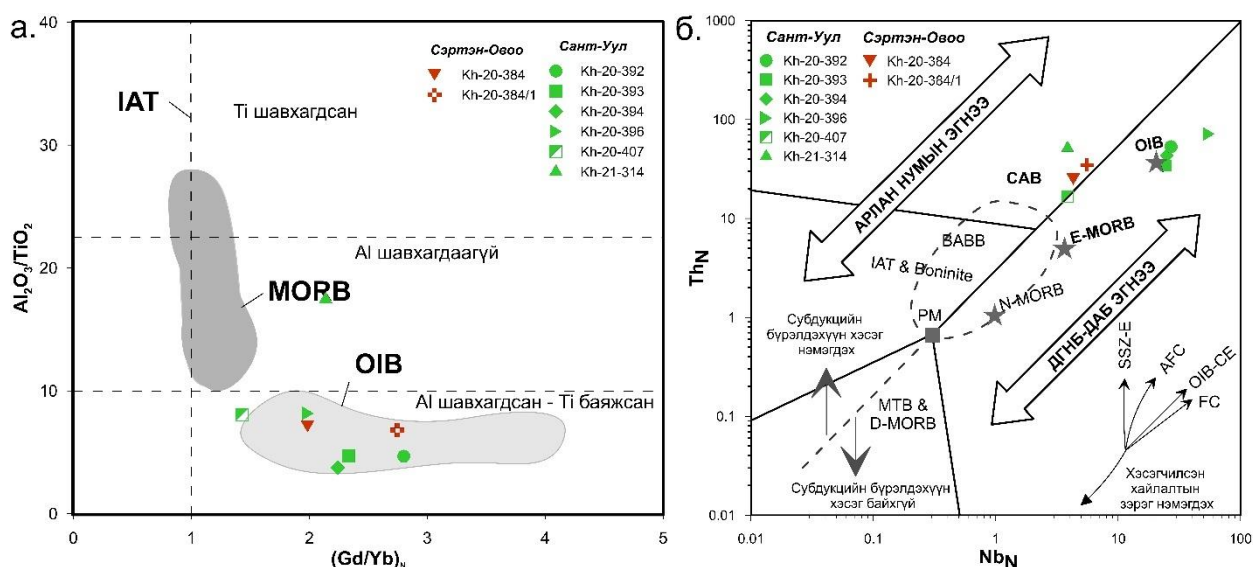 а.
Al₂O₃/TiO₂
40
30
20
10
0
0
1
2
3
4
5
(Gd/Yb)N
IAT
Ti шавхагдсан
Сэртэн-Овоо
Kh-20-384
Kh-20-384/1
Сант-Уул
Kh-20-392
Kh-20-393
Kh-20-394
Kh-20-396
Kh-20-407
Kh-21-314
Al шавхагдаагүй
MORB
OIB
Al шавхагдсан - Ti баяжсан
б.
ThN
1000
100
10
1
0.1
0.01
0.01
0.1
1
10
100
NbN
Сант-Уул
Kh-20-392
Kh-20-393
Kh-20-394
Kh-20-396
Kh-20-407
Kh-21-314
Сэртэн-Овоо
Kh-20-384
Kh-20-384/1
АРЛАН НУМЫН ЭГНЭЭ
OIB
CAB
BABB
E-MORB
IAT & Boninite
N-MORB
PM
ДГНБ-ДАБ ЭГНЭЭ
Субдукцийн
бүрэлдэхүүн хэсэг
нэмэгдэх
MTB &
D-MORB
Субдукцийн бүрэлдэхүүн
хэсэг байхгүй
SSZ-E
AFC
OIB-CE
FC
Хэсэгчилсэн
хайлалтын
зэрэг нэмэгдэх